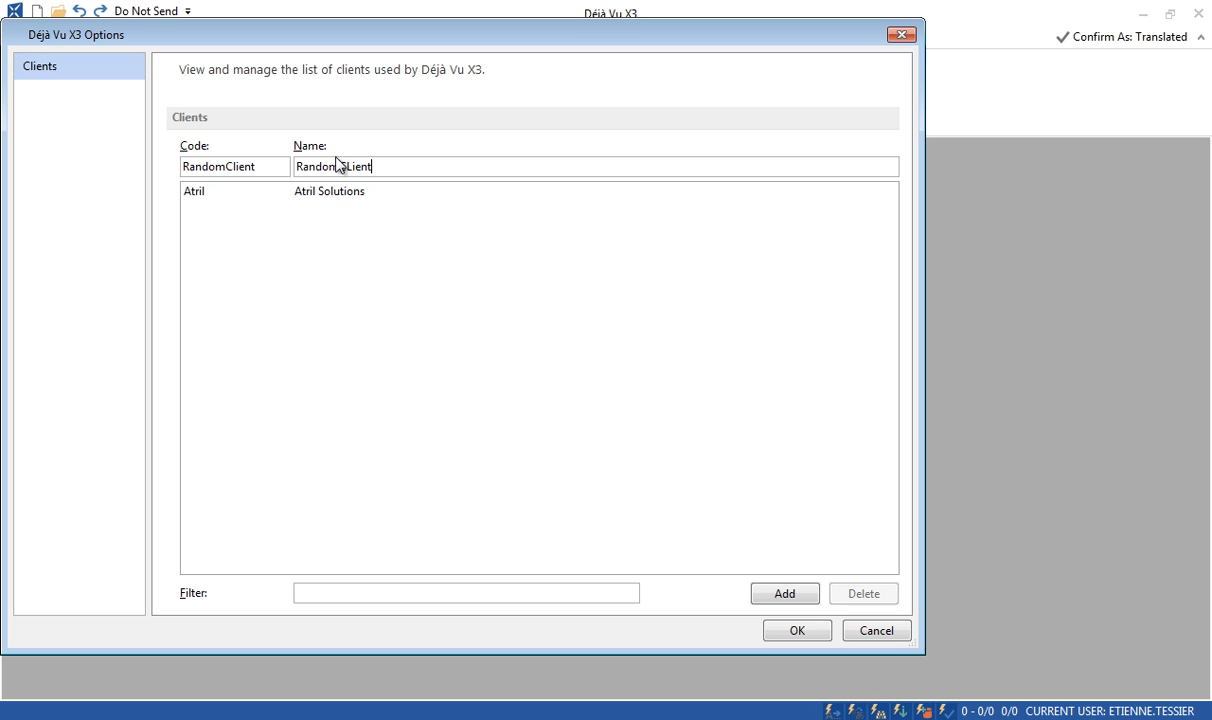 Do Not Send
Déjà Vu X3
Déjà Vu X3 Options
Confirm As: Translated
Clients
View and manage the list of clients used by Déjà Vu X3.
Clients
Code:
Name:
RandomClient
Atril
Atril Solutions
Filter:
Add
Delete
OK
Cancel
0 - 0/0 0/0 CURRENT USER: ETIENNE.TESSIER